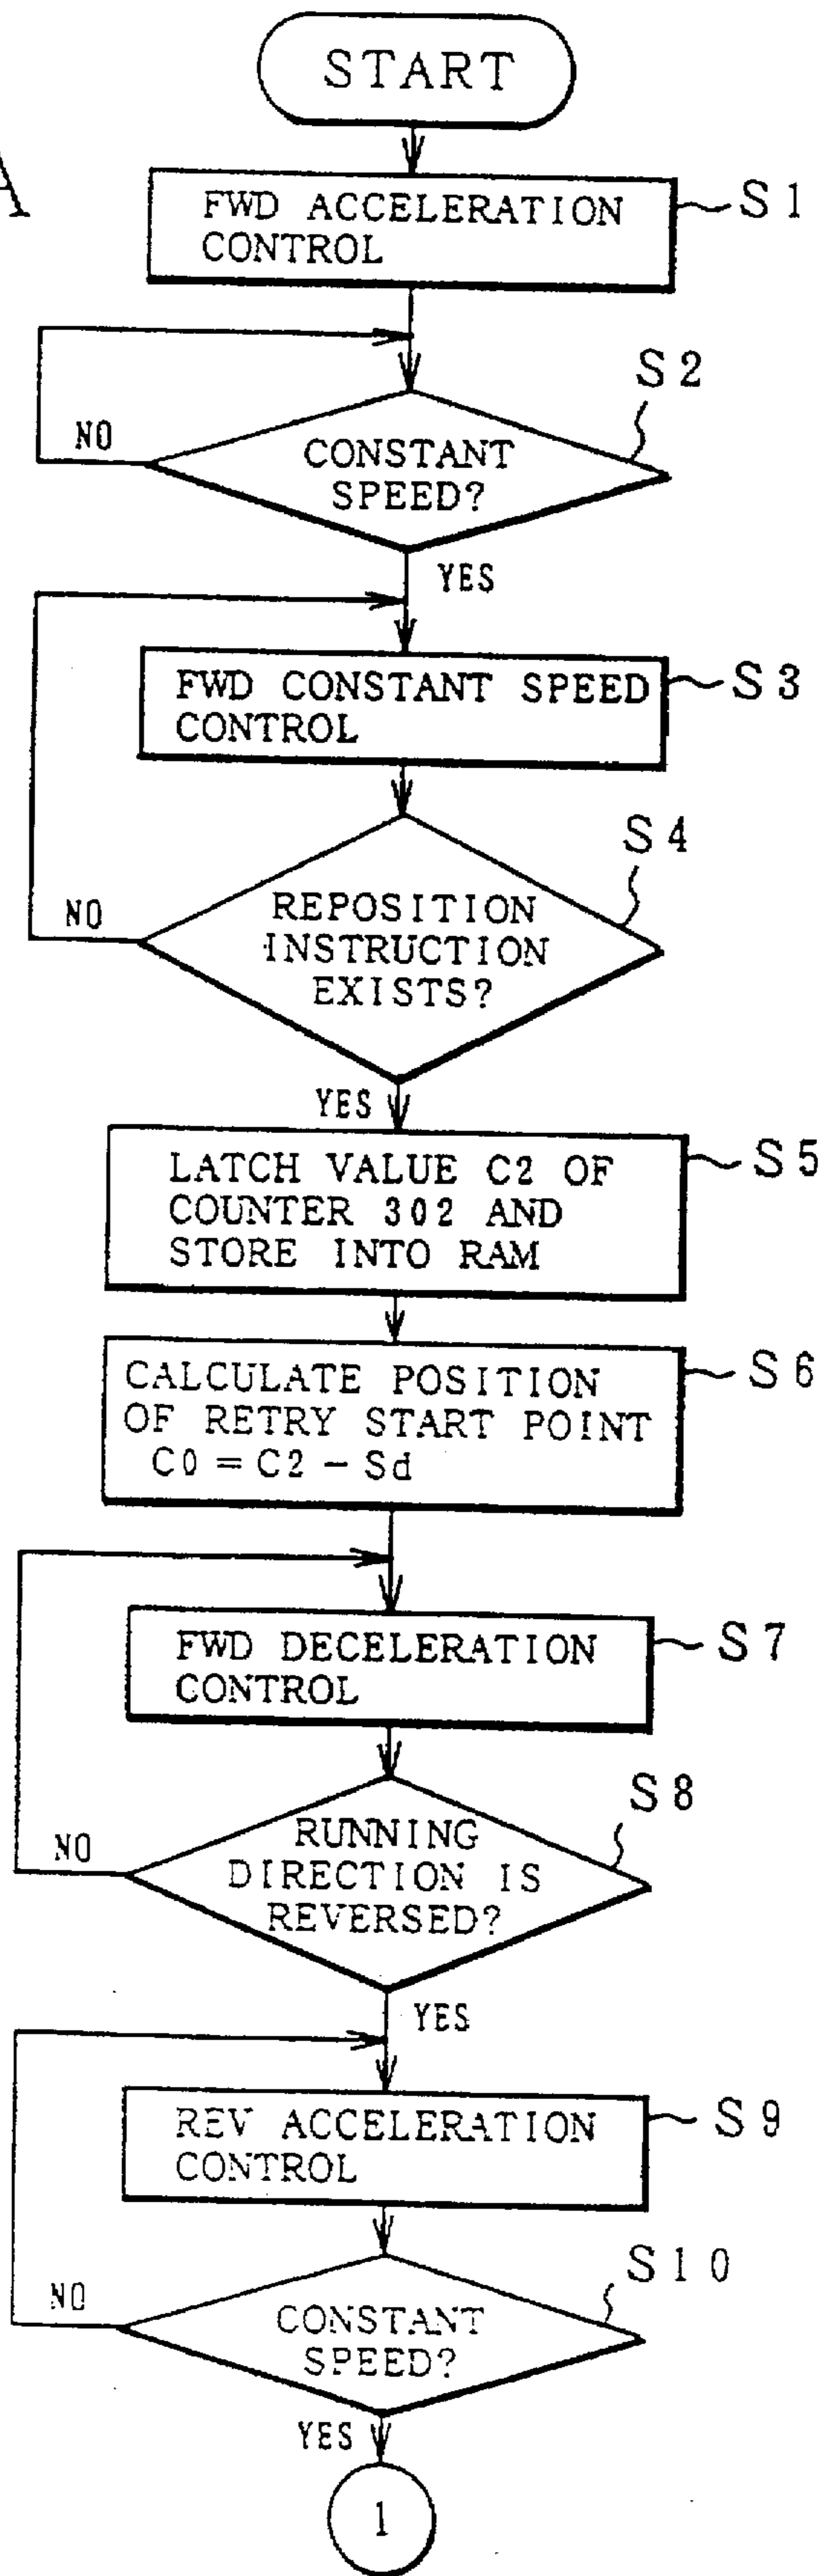 START
A
FWD ACCELERATION
CONTROL
S1
S2
NO
CONSTANT
SPEED?
YES
FWD CONSTANT SPEED
CONTROL
S3
S4
NO
REPOSITION
INSTRUCTION
EXISTS?
YES
LATCH VALUE C2 OF
COUNTER 302 AND
STORE INTO RAM
S5
CALCULATE POSITION
OF RETRY START POINT
C0 = C2 - Sd
S6
FWD DECELERATION
CONTROL
S7
S8
NO
RUNNING
DIRECTION IS
REVERSED?
YES
REV ACCELERATION
CONTROL
S9
S10
NO
CONSTANT
SPEED?
YES
1